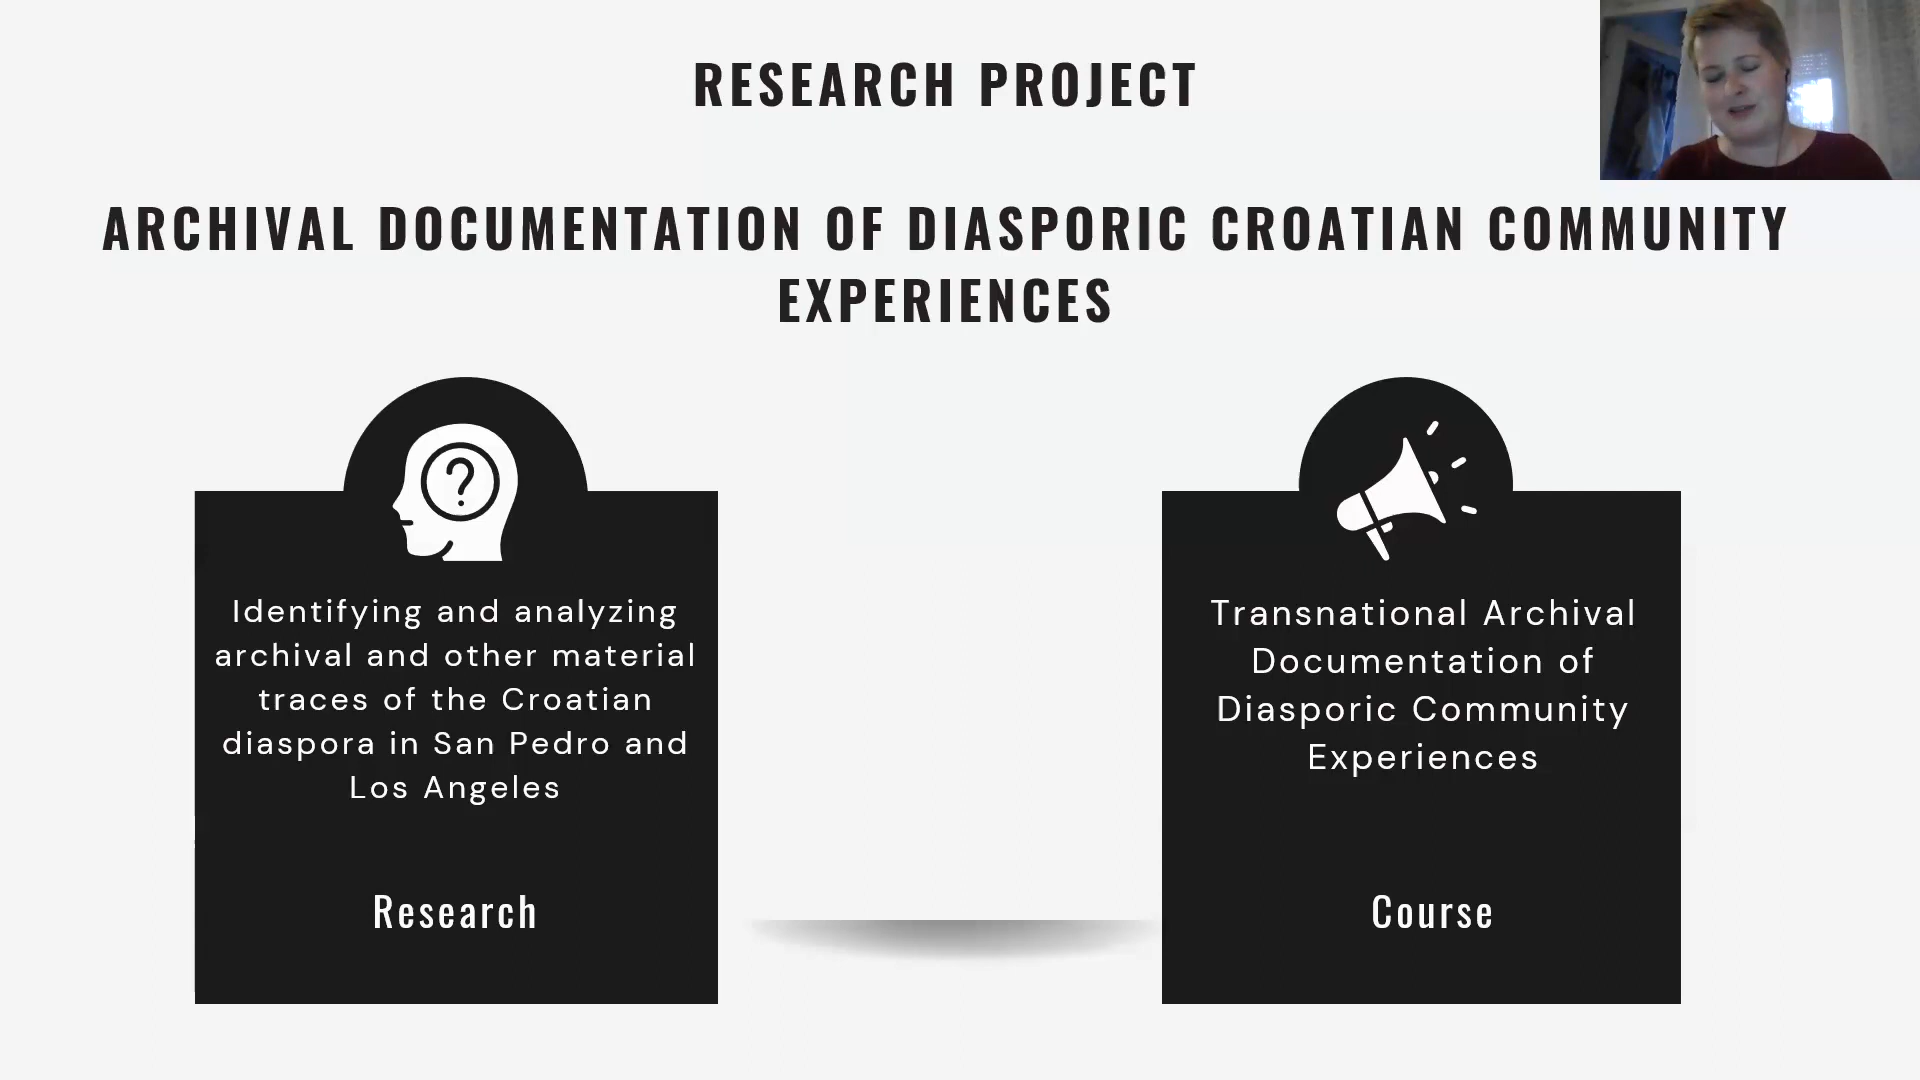 RESEARCH PROJECT
ARCHIVAL DOCUMENTATION OF DIASPORIC CROATIAN COMMUNITY
EXPERIENCES
Identifying and analyzing
archival and other material
traces of the Croatian
diaspora in San Pedro and
Los Angeles
Research
Transnational Archival
Documentation of
Diasporic Community
Experiences
Course